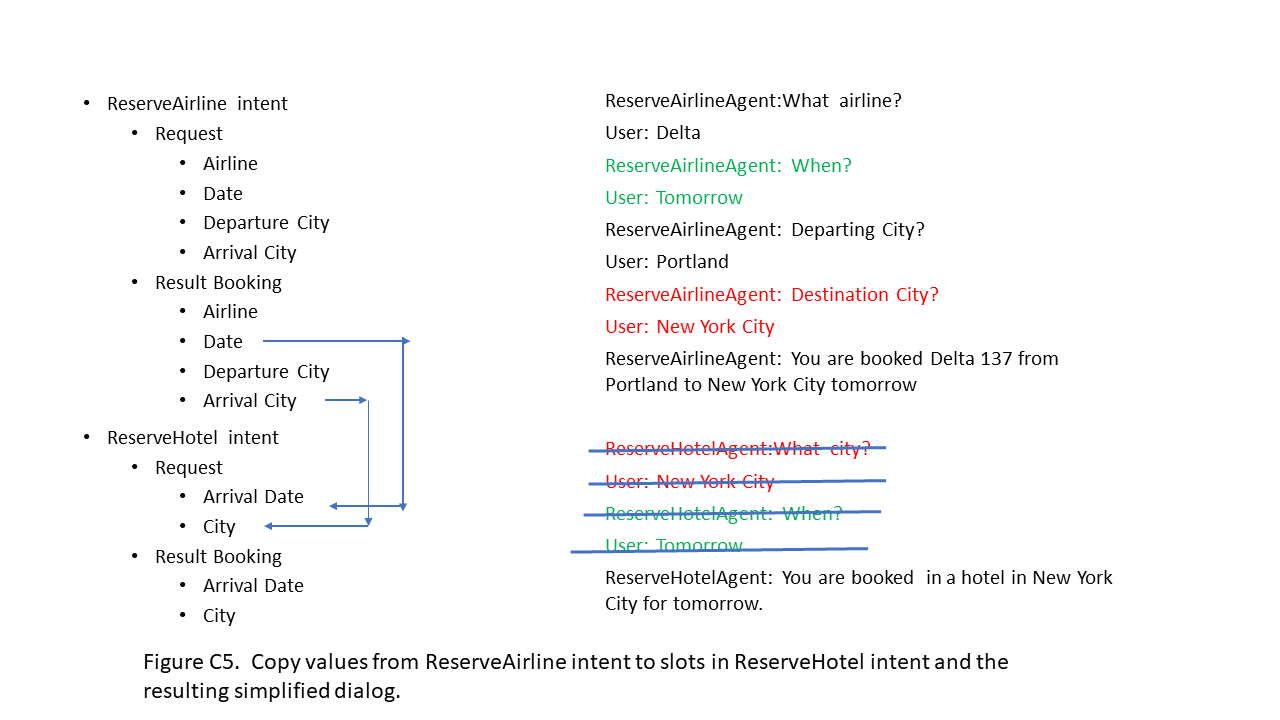 • ReserveAirline intent
• Request
• Airline
• Date
• Departure City
• Arrival City
• Result Booking
• Airline
• Date
• Departure City
• Arrival City
• ReserveHotel intent
• Request
• Arrival Date
• City
• Result Booking
• Arrival Date
• City
ReserveAirlineAgent:What airline?
User: Delta
ReserveAirlineAgent: When?
User: Tomorrow
ReserveAirlineAgent: Departing City?
User: Portland
ReserveAirlineAgent: Destination City?
User: New York City
ReserveAirlineAgent: You are booked Delta 137 from
Portland to New York City tomorrow
ReserveHotelAgent:What city?
User: New York City
ReserveHotelAgent: When?
User: Tomorrow
ReserveHotelAgent: You are booked in a hotel in New York
City for tomorrow.
Figure C5. Copy values from ReserveAirline intent to slots in ReserveHotel intent and the
resulting simplified dialog.